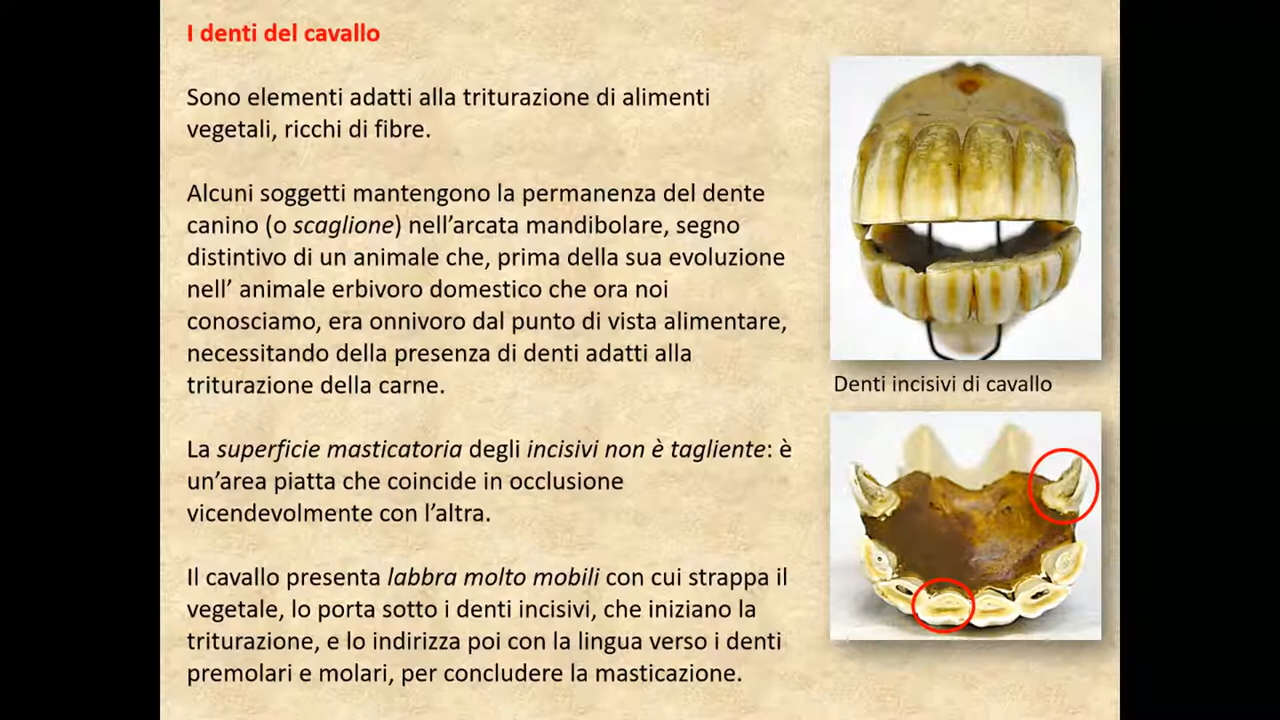 I denti del cavallo
Sono elementi adatti alla triturazione di alimenti
vegetali, ricchi di fibre.
Alcuni soggetti mantengono la permanenza del dente
canino (o scaglione) nell'arcata mandibolare, segno
distintivo di un animale che, prima della sua evoluzione
nell' animale erbivoro domestico che ora noi
conosciamo, era onnivoro dal punto di vista alimentare,
necessitando della presenza di denti adatti alla
triturazione della carne.
La superficie masticatoria degli incisivi non è tagliente: è
un'area piatta che coincide in occlusione
vicendevolmente con l'altra.
Il cavallo presenta labbra molto mobili con cui strappa il
vegetale, lo porta sotto i denti incisivi, che iniziano la
triturazione, e lo indirizza poi con la lingua verso i denti
premolari e molari, per concludere la masticazione.
Denti incisivi di cavallo